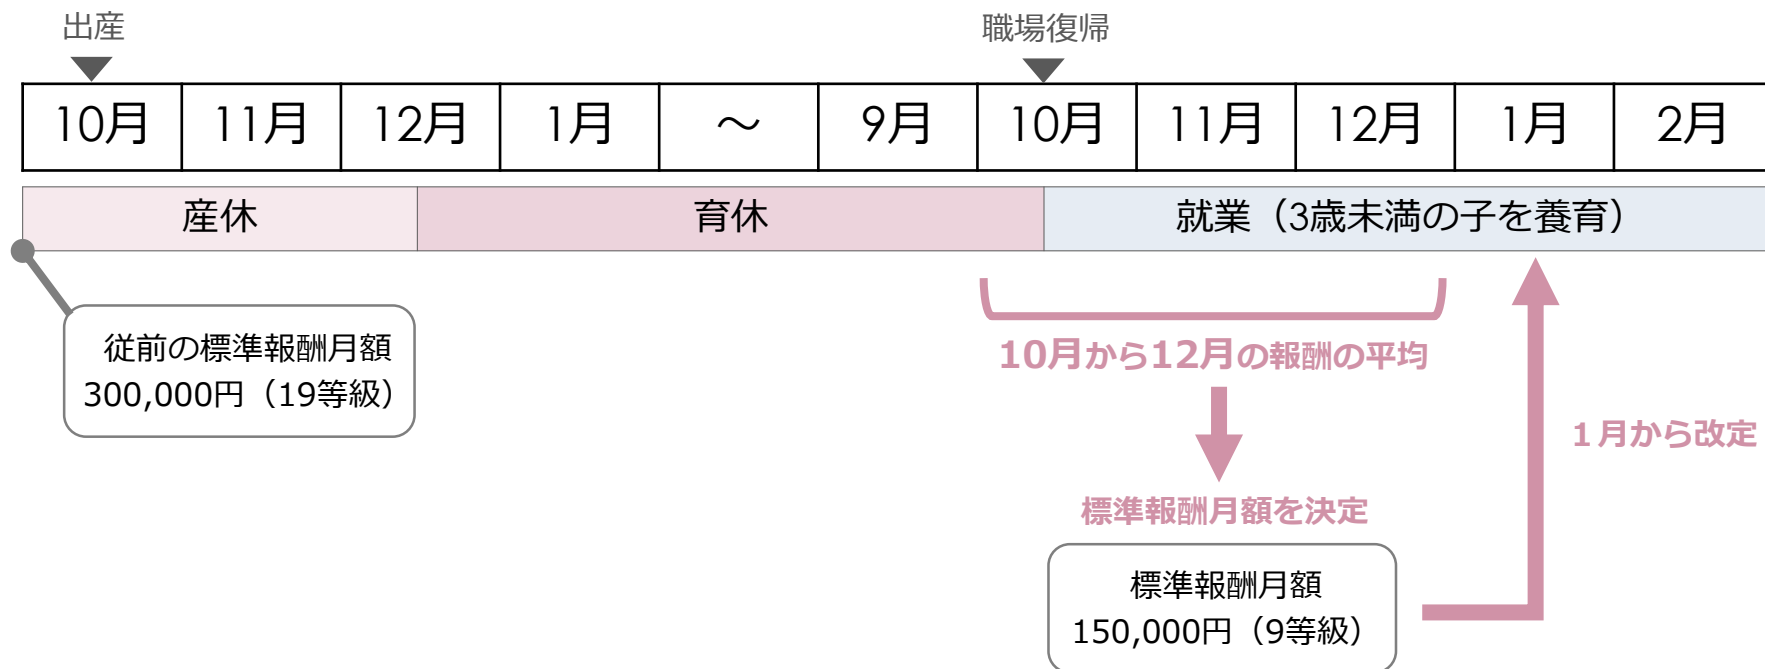 出産
職場復帰
10月 11月 12月 1月 ～ 9月 10月 11月 12月 1月 2月
産休 育休 就業（3歳未満の子を養育）
従前の標準報酬月額
300,000円（19等級）
10月から12月の報酬の平均
１月から改定
標準報酬月額を決定
標準報酬月額
150,000円（9等級）